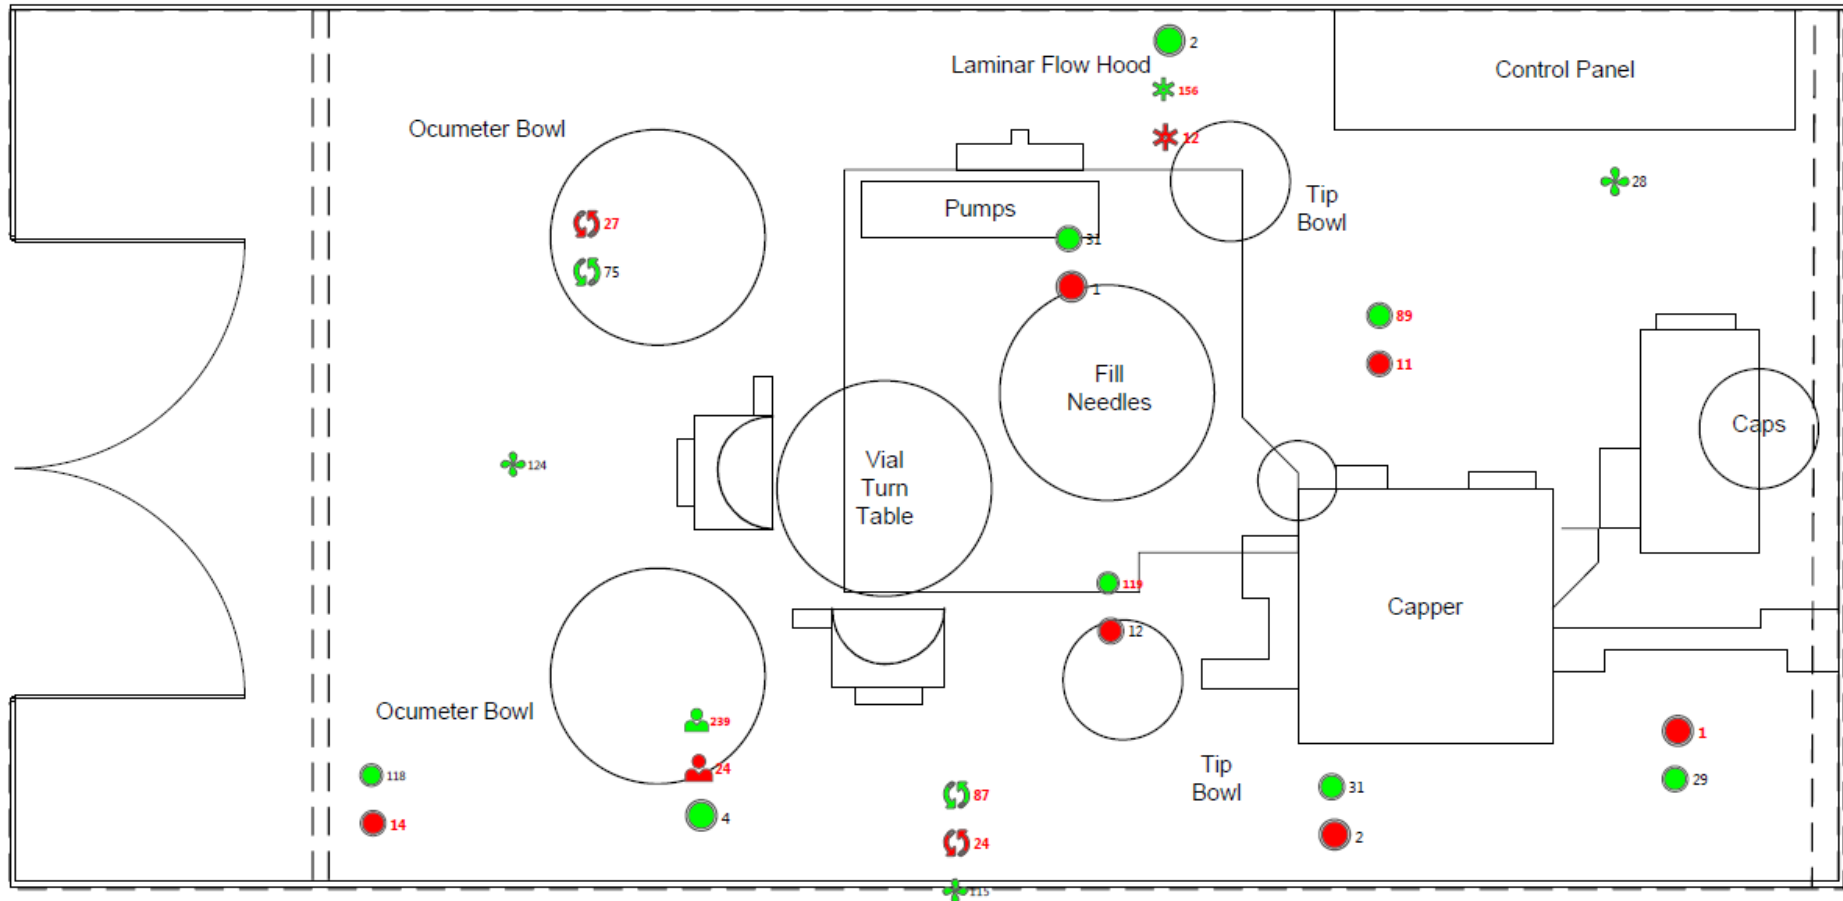 2
Laminar Flow Hood
Control Panel
156
Ocumeter Bowl
12
28
Tip
Bowl
Pumps
27
31
75
1
89
11
Fill
Needles
Caps
Vial
Turn
Table
124
119
Capper
12
Ocumeter Bowl
239
1
24
Tip
Bowl
118
29
31
87
4
14
2
24
115